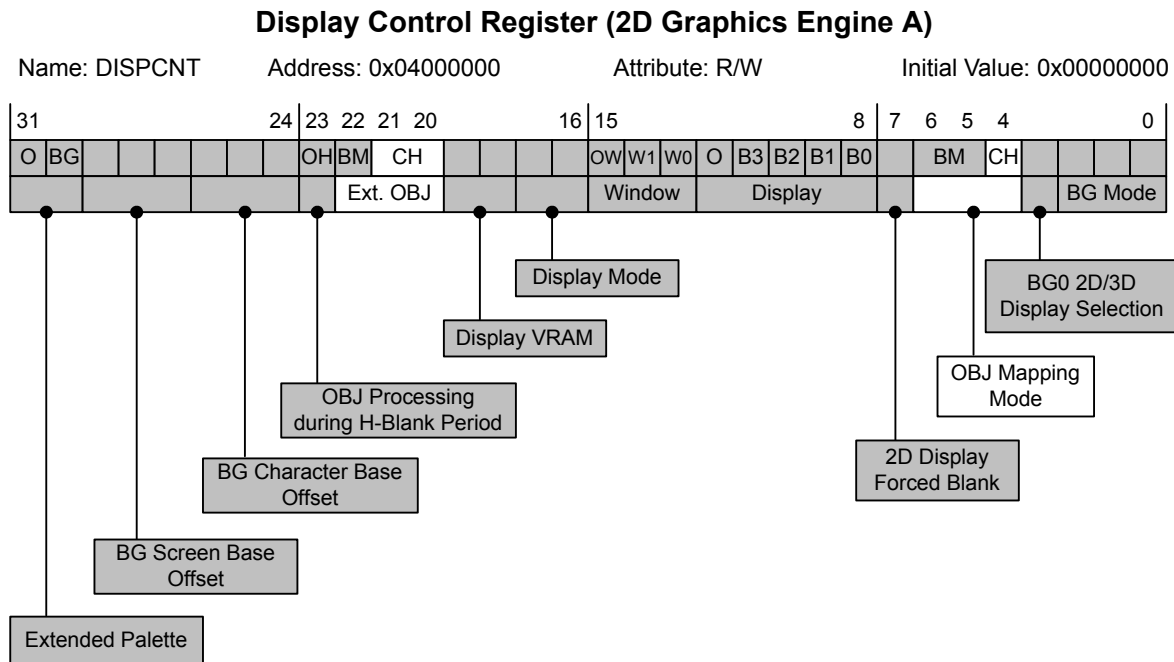 Display Control Register (2D Graphics Engine A)
Name: DISPCNT Address: 0x04000000 Attribute: R/W Initial Value: 0x00000000
31 24 23 22 21 20 16 15 8 7 6 5 4 0
O BG OH BM CH OW W1 W0 O B3 B2 B1 B0 BM CH
Ext. OBJ Window Display BG Mode
Display Mode
BG0 2D/3D
Display Selection
Display VRAM
OBJ Mapping
Mode
OBJ Processing
during H-Blank Period
2D Display
Forced Blank
BG Character Base
Offset
BG Screen Base
Offset
Extended Palette